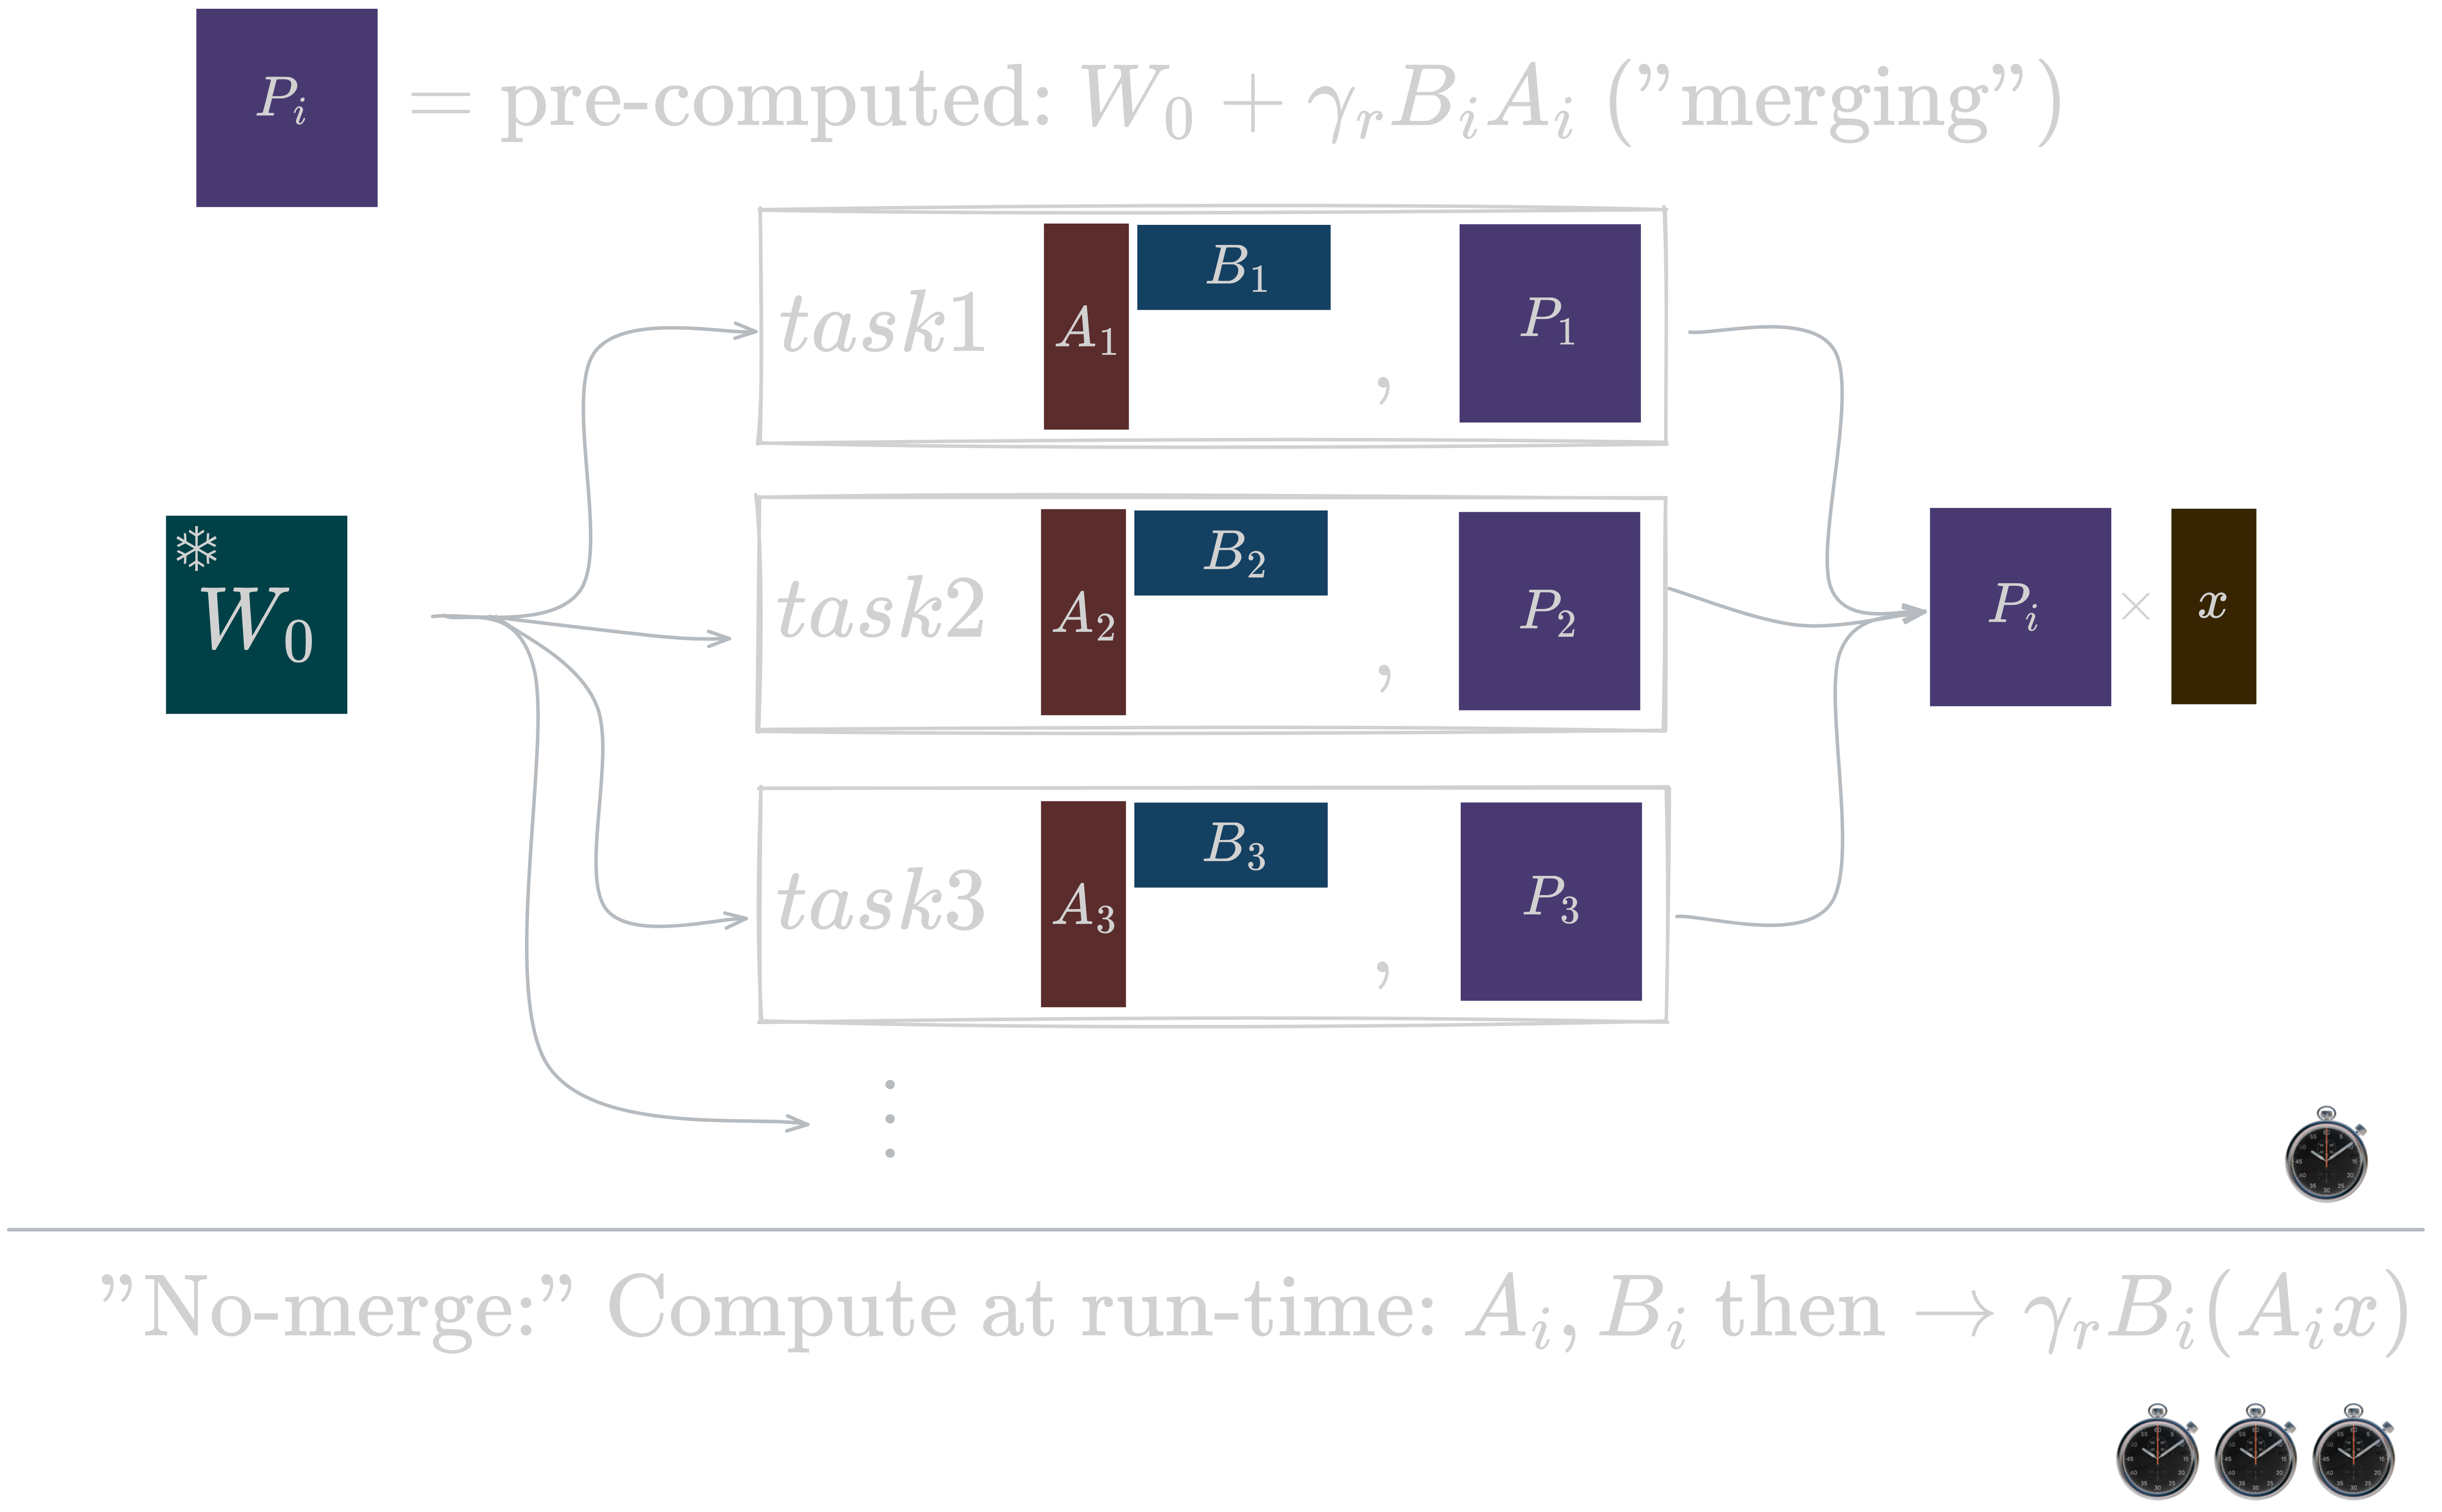 P_i = pre-computed: W_0 + γ_r B_i A_i (”merging”)
task1 A_1 B_1 , P_1
W_0
task2 A_2 B_2 , P_2
P_i × x
task3 A_3 B_3 , P_3
⋮
”No-merge:” Compute at run-time: A_i, B_i then ⟶ γ_r B_i(A_i x)